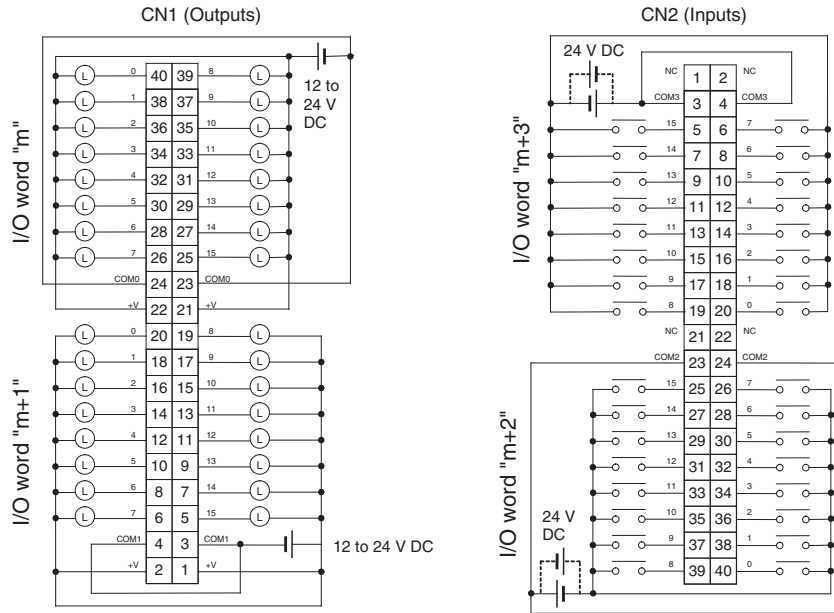 CN1 (Outputs)
I/O word "m"
12 to
24 V
DC
L 0 40 39 8 L
L 1 38 37 9 L
L 2 36 35 10 L
L 3 34 33 11 L
L 4 32 31 12 L
L 5 30 29 13 L
L 6 28 27 14 L
L 7 26 25 15 L
COM0 24 23 COM0
+V 22 21 +V
I/O word "m+1"
L 0 20 19 8 L
L 1 18 17 9 L
L 2 16 15 10 L
L 3 14 13 11 L
L 4 12 11 12 L
L 5 10 9 13 L
L 6 8 7 14 L
L 7 6 5 15 L
COM1 4 3 COM1
12 to 24 V DC
+V 2 1 +V
CN2 (Inputs)
24 V DC
I/O word "m+3"
NC 1 2 NC
COM3 3 4 COM3
15 5 6 7
14 7 8 6
13 9 10 5
12 11 12 4
11 13 14 3
10 15 16 2
9 17 18 1
8 19 20 0
NC 21 22 NC
COM2 23 24 COM2
I/O word "m+2"
15 25 26 7
14 27 28 6
13 29 30 5
12 31 32 4
11 33 34 3
10 35 36 2
9 37 38 1
8 39 40 0
24 V
DC